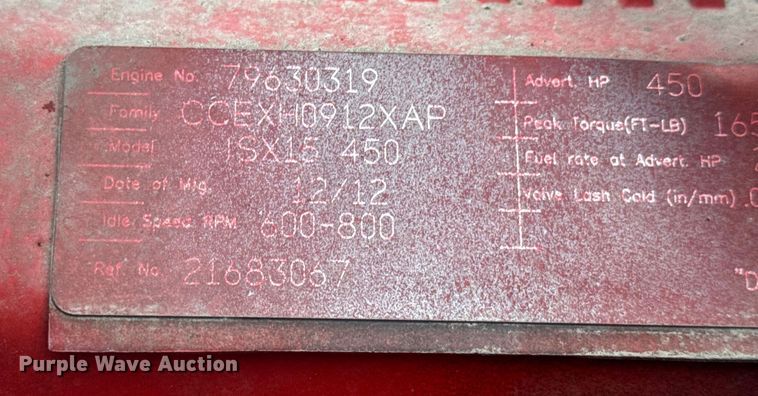 Engine No. 79630319
Family CCEXH0912XAP
Model ISX15 450
Date of Mfg. 12/12
Idle Speed RPM 600-800
Ref. No. 21683067
Advert. HP 450
Peak Torque(FT-LB) 165
Fuel rate at Advert. HP
Valve Lash Cold (in/mm) .0
"D
Purple Wave Auction